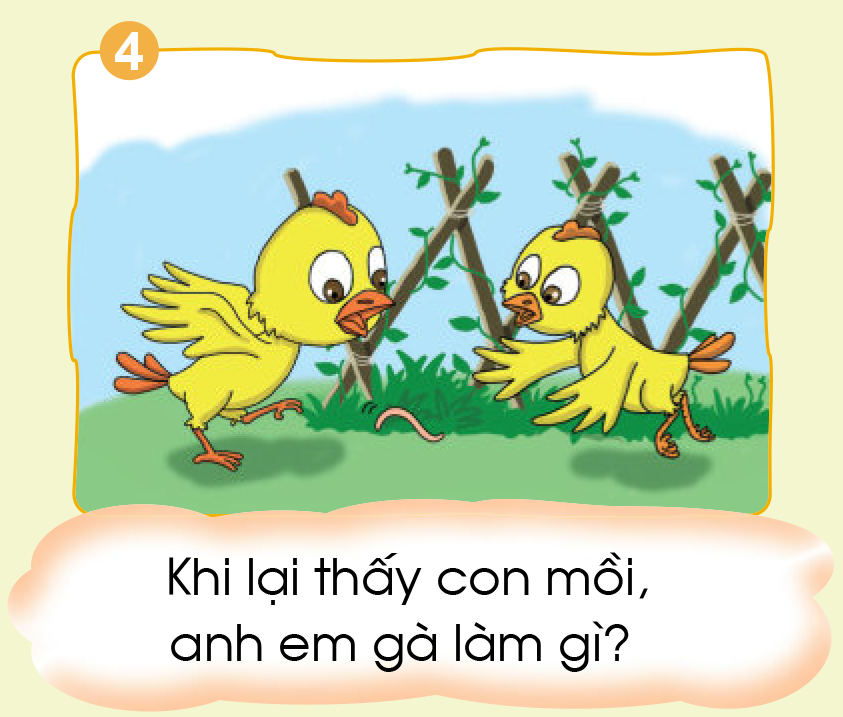 4
Khi lại thấy con mồi,
anh em gà làm gì?